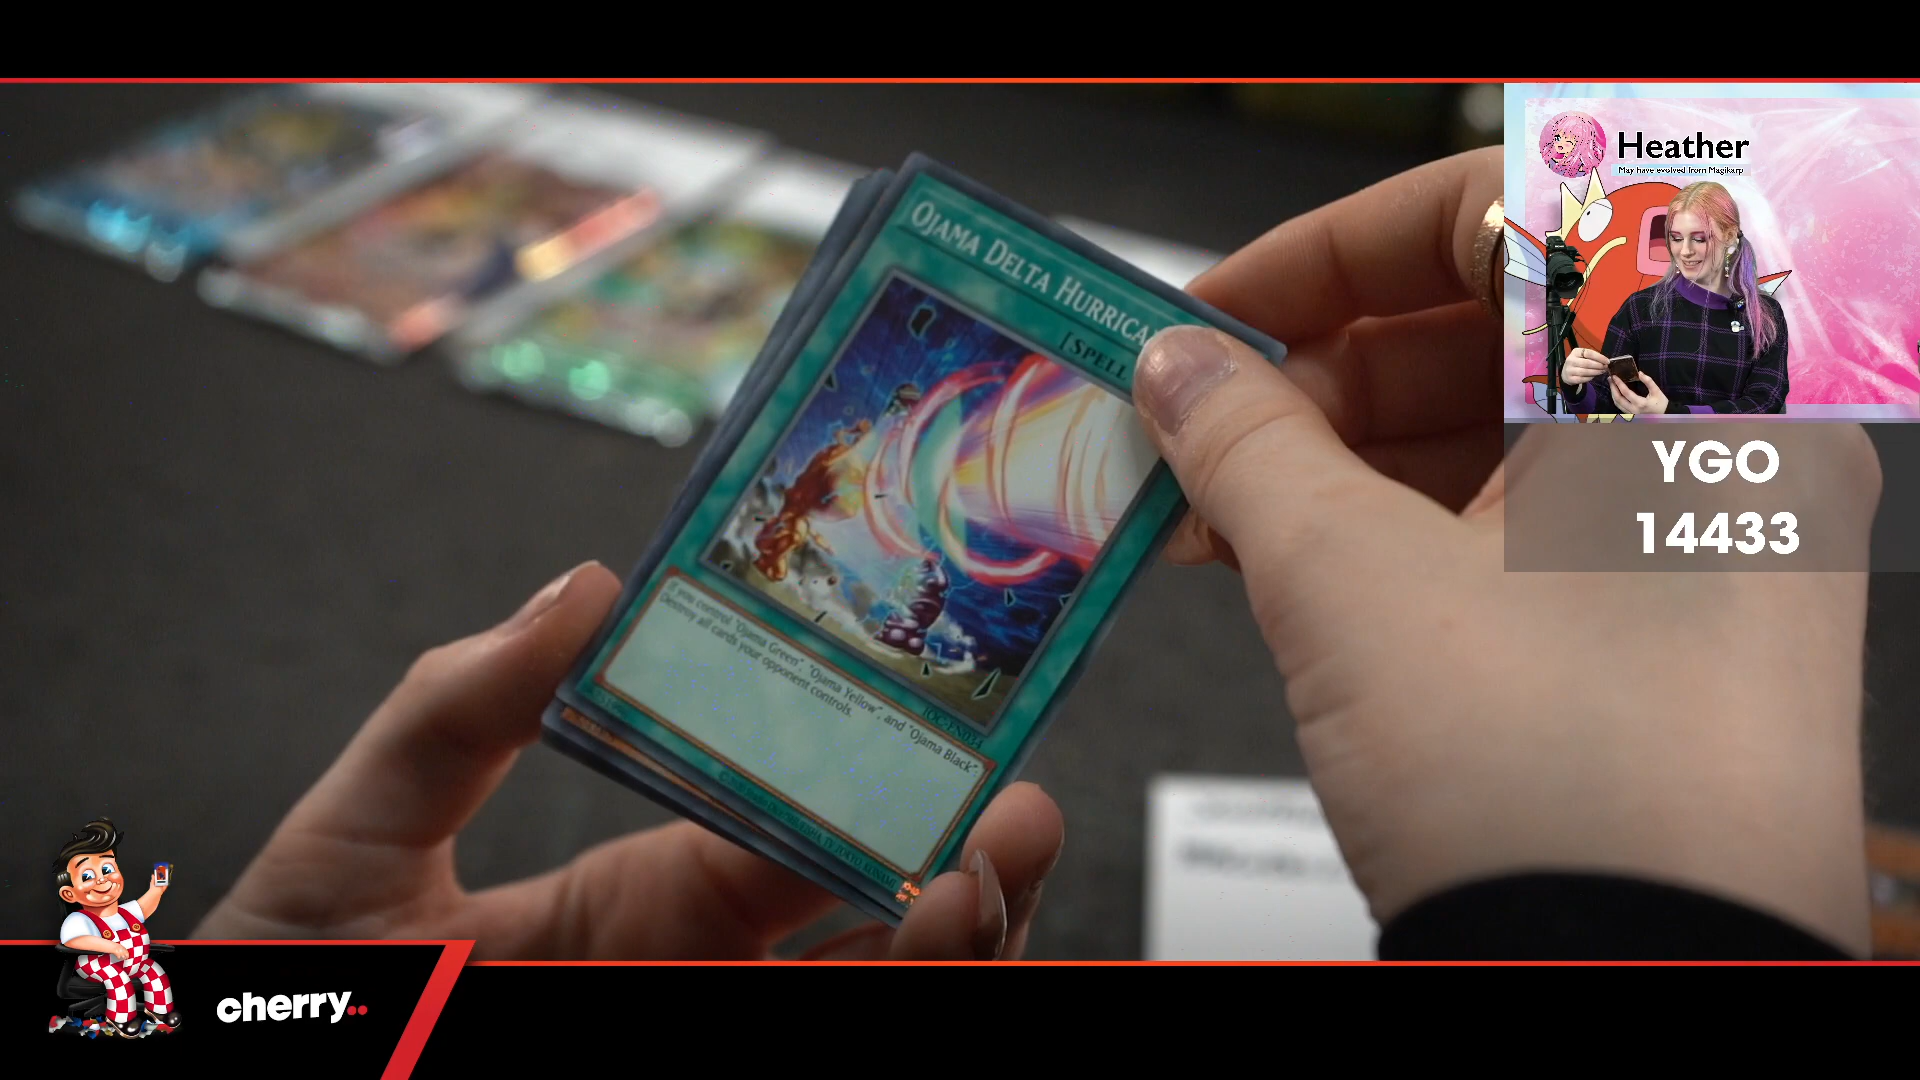 Heather
May have evolved from Magikarp
YGO
14433
OJAMA DELTA HURRICA
[SPELL
If you control "Ojama Green", "Ojama Yellow", and "Ojama Black":
Destroy all cards your opponent controls.
cherry..